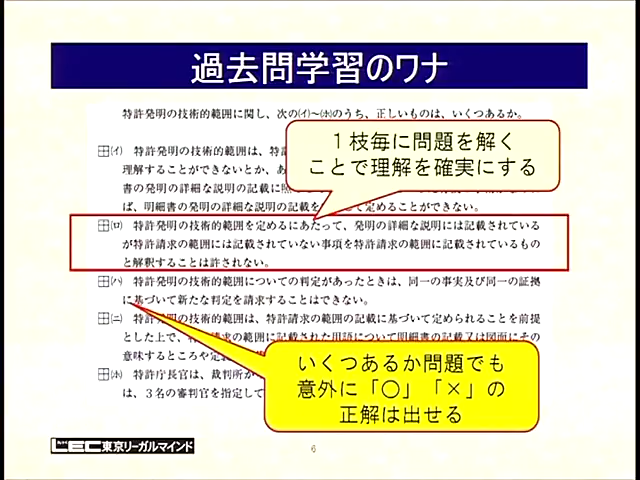 過去問学習のワナ
特許発明の技術的範囲に関し、次の(イ)〜(ホ)のうち、正しいものは、いくつあるか。
1枝毎に問題を解く
ことで理解を確実にする
(イ) 特許発明の技術的範囲は、特
理解することができないとか、あ
書の発明の詳細な説明の記載に照
ば、明細書の発明の詳細な説明の記載を して定めることができない。
(ロ) 特許発明の技術的範囲を定めるにあたって、発明の詳細な説明には記載されている
が特許請求の範囲には記載されていない事項を特許請求の範囲に記載されているもの
と解釈することは許されない。
(ハ) 特許発明の技術的範囲についての判定があったときは、同一の事実及び同一の証拠
に基づいて新たな判定を請求することはできない。
(ニ) 特許発明の技術的範囲は、特許請求の範囲の記載に基づいて定められることを前提
とした上で、 請求の範囲に記載された用語について明細書の記載又は図面にその
意味するところや定
(ホ) 特許庁長官は、裁判所か
は、3名の審判官を指定して
いくつあるか問題でも
意外に「○」「×」の
正解は出せる
LEC東京リーガルマインド
6